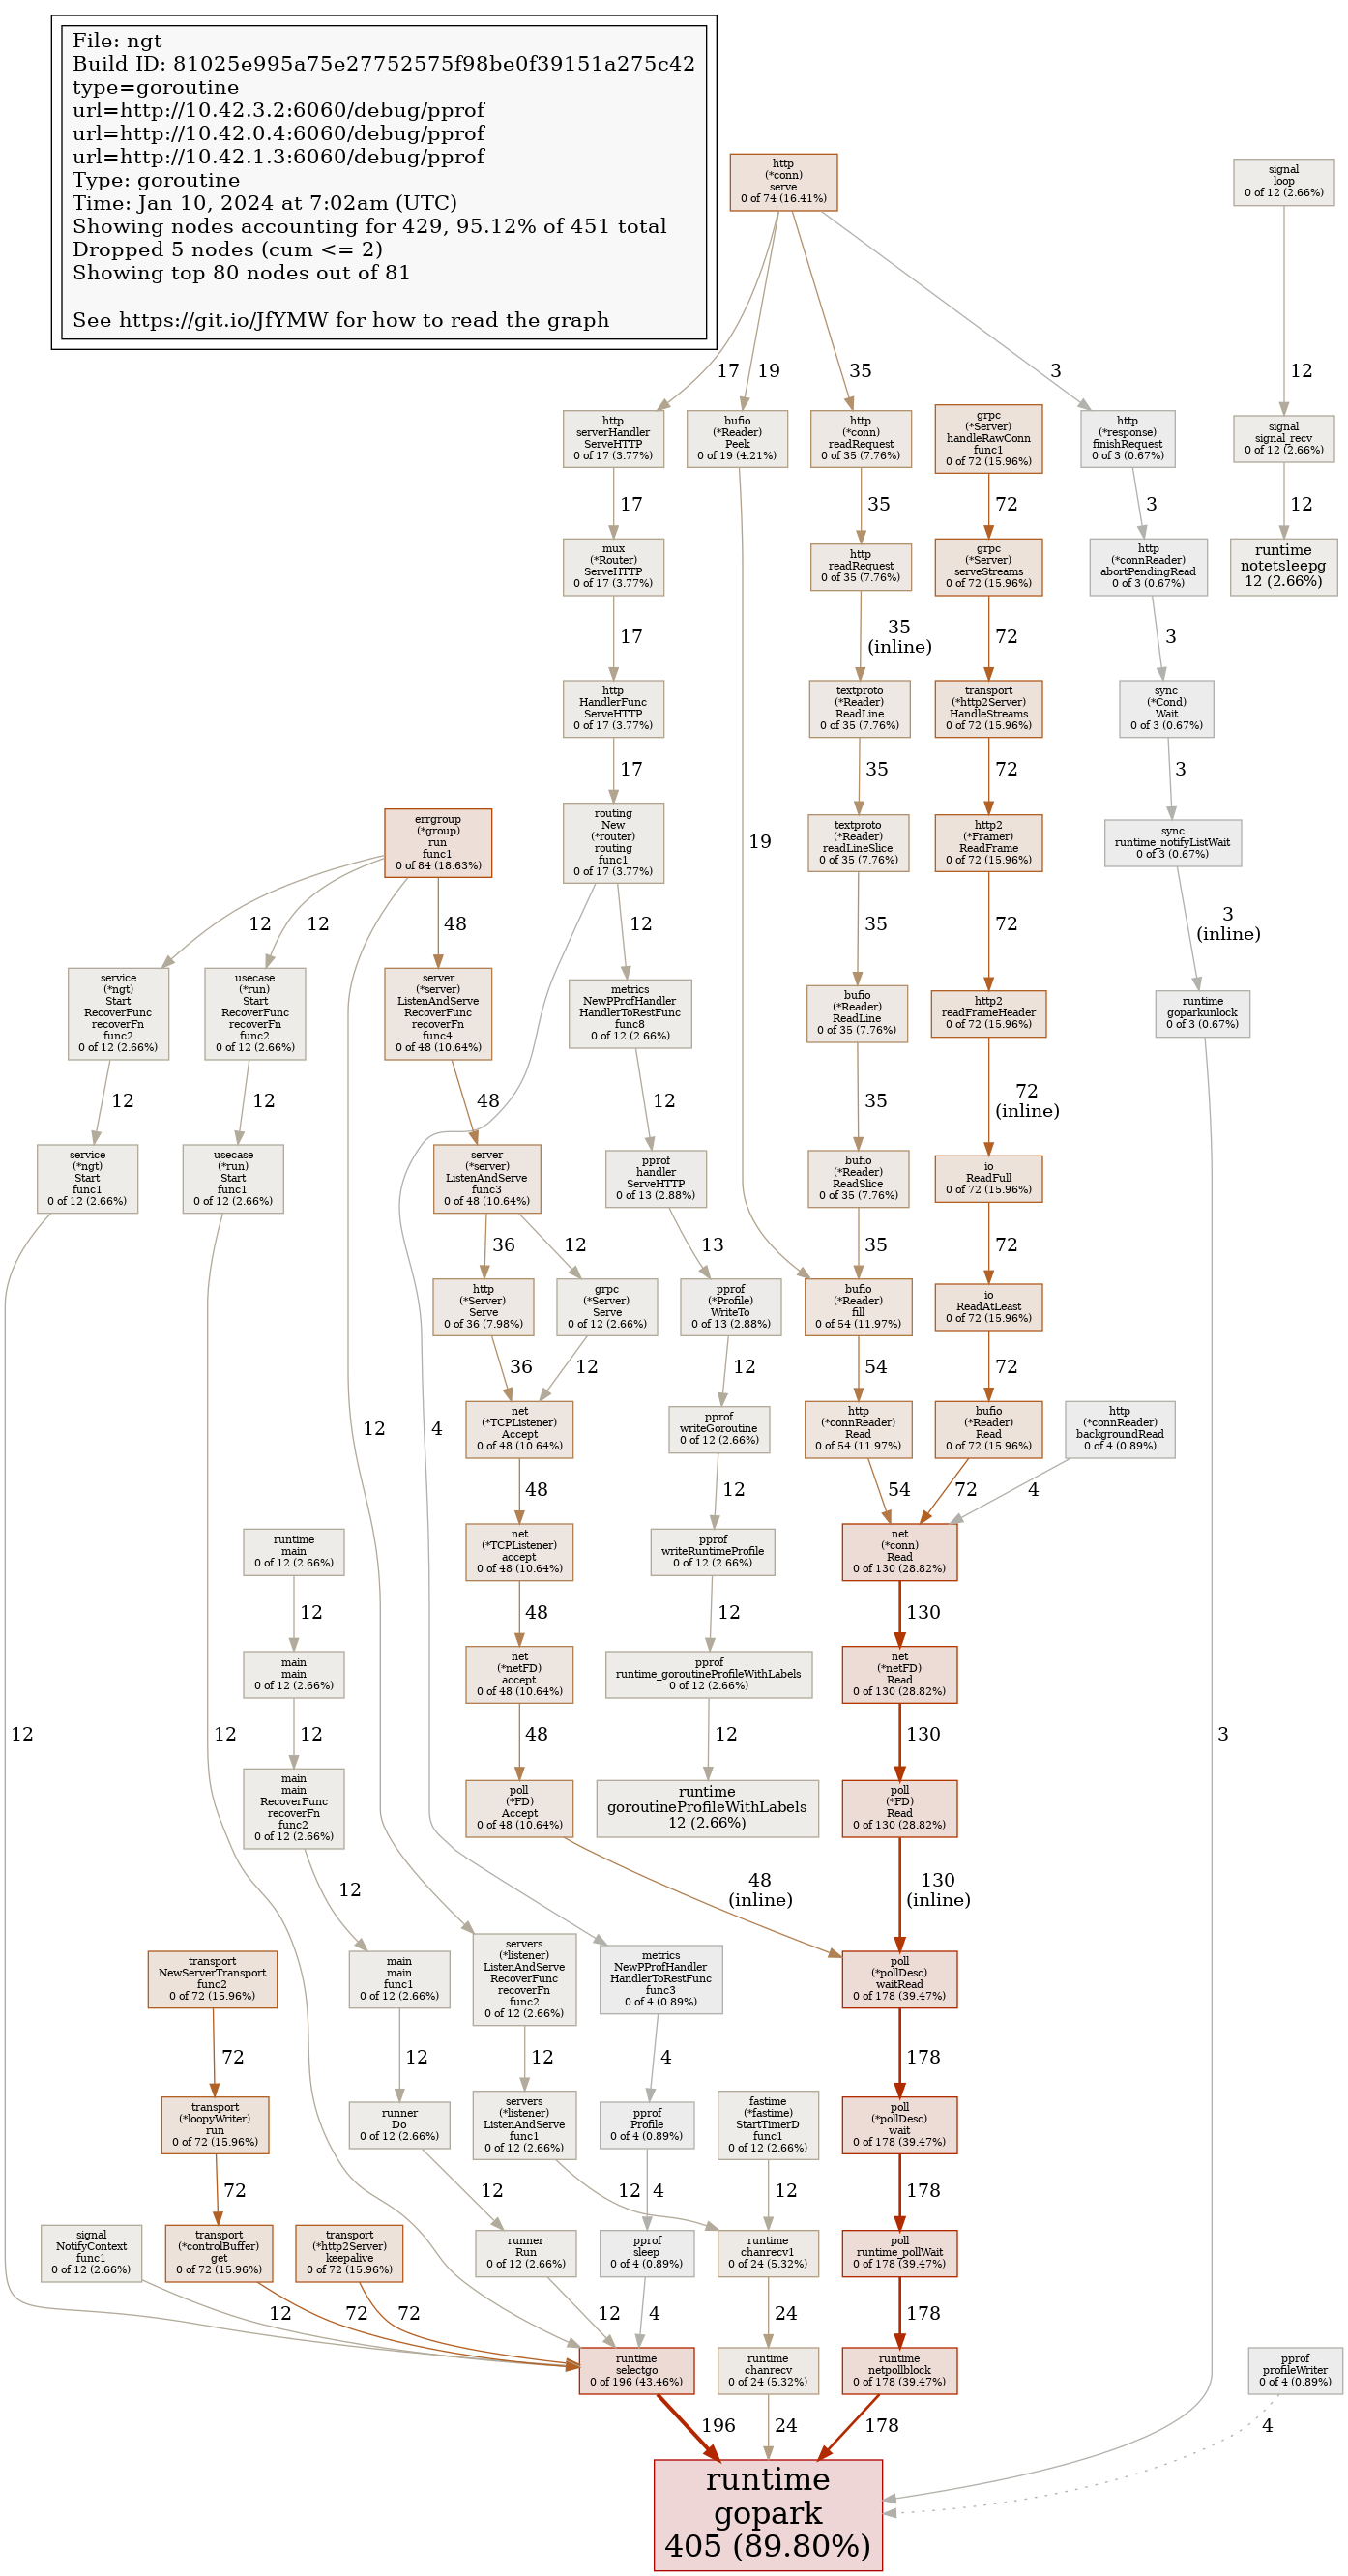 File: ngt
Build ID: 81025e995a75e27752575f98be0f39151a275c42
type=goroutine
url=http://10.42.3.2:6060/debug/pprof
url=http://10.42.0.4:6060/debug/pprof
url=http://10.42.1.3:6060/debug/pprof
Type: goroutine
Time: Jan 10, 2024 at 7:02am (UTC)
Showing nodes accounting for 429, 95.12% of 451 total
Dropped 5 nodes (cum <= 2)
Showing top 80 nodes out of 81
See https://git.io/JfYMW for how to read the graph
http
(*conn)
serve
0 of 74 (16.41%)
signal
loop
0 of 12 (2.66%)
17
19
35
3
12
http
serverHandler
ServeHTTP
0 of 17 (3.77%)
bufio
(*Reader)
Peek
0 of 19 (4.21%)
http
(*conn)
readRequest
0 of 35 (7.76%)
grpc
(*Server)
handleRawConn
func1
0 of 72 (15.96%)
http
(*response)
finishRequest
0 of 3 (0.67%)
signal
signal_recv
0 of 12 (2.66%)
17
35
72
3
12
mux
(*Router)
ServeHTTP
0 of 17 (3.77%)
http
readRequest
0 of 35 (7.76%)
grpc
(*Server)
serveStreams
0 of 72 (15.96%)
http
(*connReader)
abortPendingRead
0 of 3 (0.67%)
runtime
notetsleepg
12 (2.66%)
17
35
(inline)
72
3
http
HandlerFunc
ServeHTTP
0 of 17 (3.77%)
textproto
(*Reader)
ReadLine
0 of 35 (7.76%)
transport
(*http2Server)
HandleStreams
0 of 72 (15.96%)
sync
(*Cond)
Wait
0 of 3 (0.67%)
17
35
72
3
errgroup
(*group)
run
func1
0 of 84 (18.63%)
routing
New
(*router)
routing
func1
0 of 17 (3.77%)
19
textproto
(*Reader)
readLineSlice
0 of 35 (7.76%)
http2
(*Framer)
ReadFrame
0 of 72 (15.96%)
sync
runtime_notifyListWait
0 of 3 (0.67%)
12
12
48
12
35
72
3
(inline)
service
(*ngt)
Start
RecoverFunc
recoverFn
func2
0 of 12 (2.66%)
usecase
(*run)
Start
RecoverFunc
recoverFn
func2
0 of 12 (2.66%)
server
(*server)
ListenAndServe
RecoverFunc
recoverFn
func4
0 of 48 (10.64%)
metrics
NewPProfHandler
HandlerToRestFunc
func8
0 of 12 (2.66%)
bufio
(*Reader)
ReadLine
0 of 35 (7.76%)
http2
readFrameHeader
0 of 72 (15.96%)
runtime
goparkunlock
0 of 3 (0.67%)
12
12
48
12
35
72
(inline)
service
(*ngt)
Start
func1
0 of 12 (2.66%)
usecase
(*run)
Start
func1
0 of 12 (2.66%)
server
(*server)
ListenAndServe
func3
0 of 48 (10.64%)
pprof
handler
ServeHTTP
0 of 13 (2.88%)
bufio
(*Reader)
ReadSlice
0 of 35 (7.76%)
io
ReadFull
0 of 72 (15.96%)
36
12
13
35
72
http
(*Server)
Serve
0 of 36 (7.98%)
grpc
(*Server)
Serve
0 of 12 (2.66%)
pprof
(*Profile)
WriteTo
0 of 13 (2.88%)
bufio
(*Reader)
fill
0 of 54 (11.97%)
io
ReadAtLeast
0 of 72 (15.96%)
36
12
12
54
72
12
4
net
(*TCPListener)
Accept
0 of 48 (10.64%)
pprof
writeGoroutine
0 of 12 (2.66%)
http
(*connReader)
Read
0 of 54 (11.97%)
bufio
(*Reader)
Read
0 of 72 (15.96%)
http
(*connReader)
backgroundRead
0 of 4 (0.89%)
48
12
54
72
4
runtime
main
0 of 12 (2.66%)
net
(*TCPListener)
accept
0 of 48 (10.64%)
pprof
writeRuntimeProfile
0 of 12 (2.66%)
net
(*conn)
Read
0 of 130 (28.82%)
12
48
12
130
main
main
0 of 12 (2.66%)
net
(*netFD)
accept
0 of 48 (10.64%)
pprof
runtime_goroutineProfileWithLabels
0 of 12 (2.66%)
net
(*netFD)
Read
0 of 130 (28.82%)
12
12
12
48
12
130
3
main
main
RecoverFunc
recoverFn
func2
0 of 12 (2.66%)
poll
(*FD)
Accept
0 of 48 (10.64%)
runtime
goroutineProfileWithLabels
12 (2.66%)
poll
(*FD)
Read
0 of 130 (28.82%)
12
48
(inline)
130
(inline)
transport
NewServerTransport
func2
0 of 72 (15.96%)
main
main
func1
0 of 12 (2.66%)
servers
(*listener)
ListenAndServe
RecoverFunc
recoverFn
func2
0 of 12 (2.66%)
metrics
NewPProfHandler
HandlerToRestFunc
func3
0 of 4 (0.89%)
poll
(*pollDesc)
waitRead
0 of 178 (39.47%)
72
12
12
4
178
transport
(*loopyWriter)
run
0 of 72 (15.96%)
runner
Do
0 of 12 (2.66%)
servers
(*listener)
ListenAndServe
func1
0 of 12 (2.66%)
pprof
Profile
0 of 4 (0.89%)
fastime
(*fastime)
StartTimerD
func1
0 of 12 (2.66%)
poll
(*pollDesc)
wait
0 of 178 (39.47%)
72
12
12
4
12
178
signal
NotifyContext
func1
0 of 12 (2.66%)
transport
(*controlBuffer)
get
0 of 72 (15.96%)
transport
(*http2Server)
keepalive
0 of 72 (15.96%)
runner
Run
0 of 12 (2.66%)
pprof
sleep
0 of 4 (0.89%)
runtime
chanrecv1
0 of 24 (5.32%)
poll
runtime_pollWait
0 of 178 (39.47%)
12
72
72
12
4
24
178
runtime
selectgo
0 of 196 (43.46%)
runtime
chanrecv
0 of 24 (5.32%)
runtime
netpollblock
0 of 178 (39.47%)
pprof
profileWriter
0 of 4 (0.89%)
196
24
178
4
runtime
gopark
405 (89.80%)